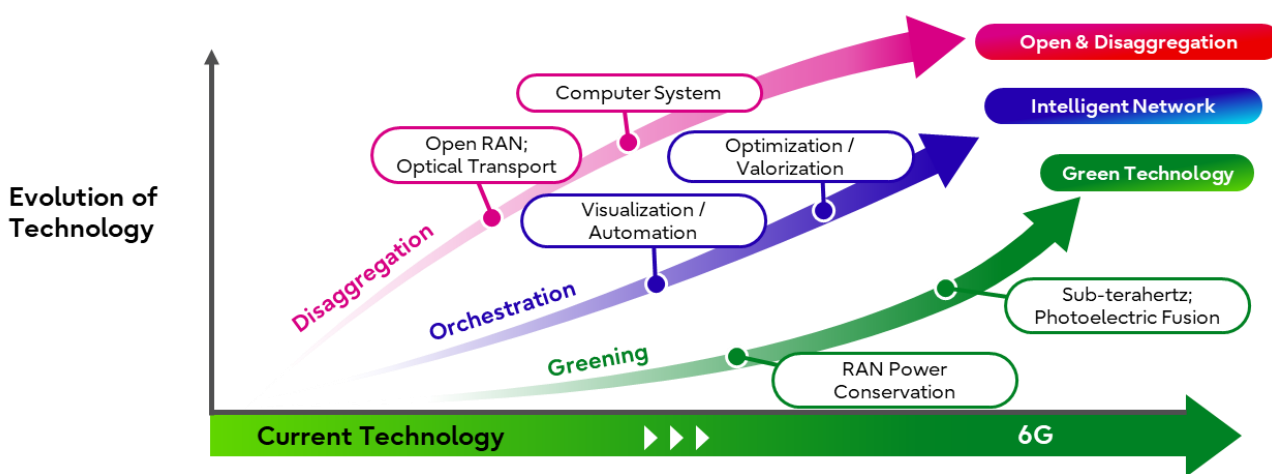 Open & Disaggregation
Computer System
Intelligent Network
Open RAN;
Optical Transport
Optimization /
Valorization
Green Technology
Evolution of
Technology
Visualization /
Automation
Disaggregation
Orchestration
Sub-terahertz;
Photoelectric Fusion
Greening
RAN Power
Conservation
Current Technology
6G